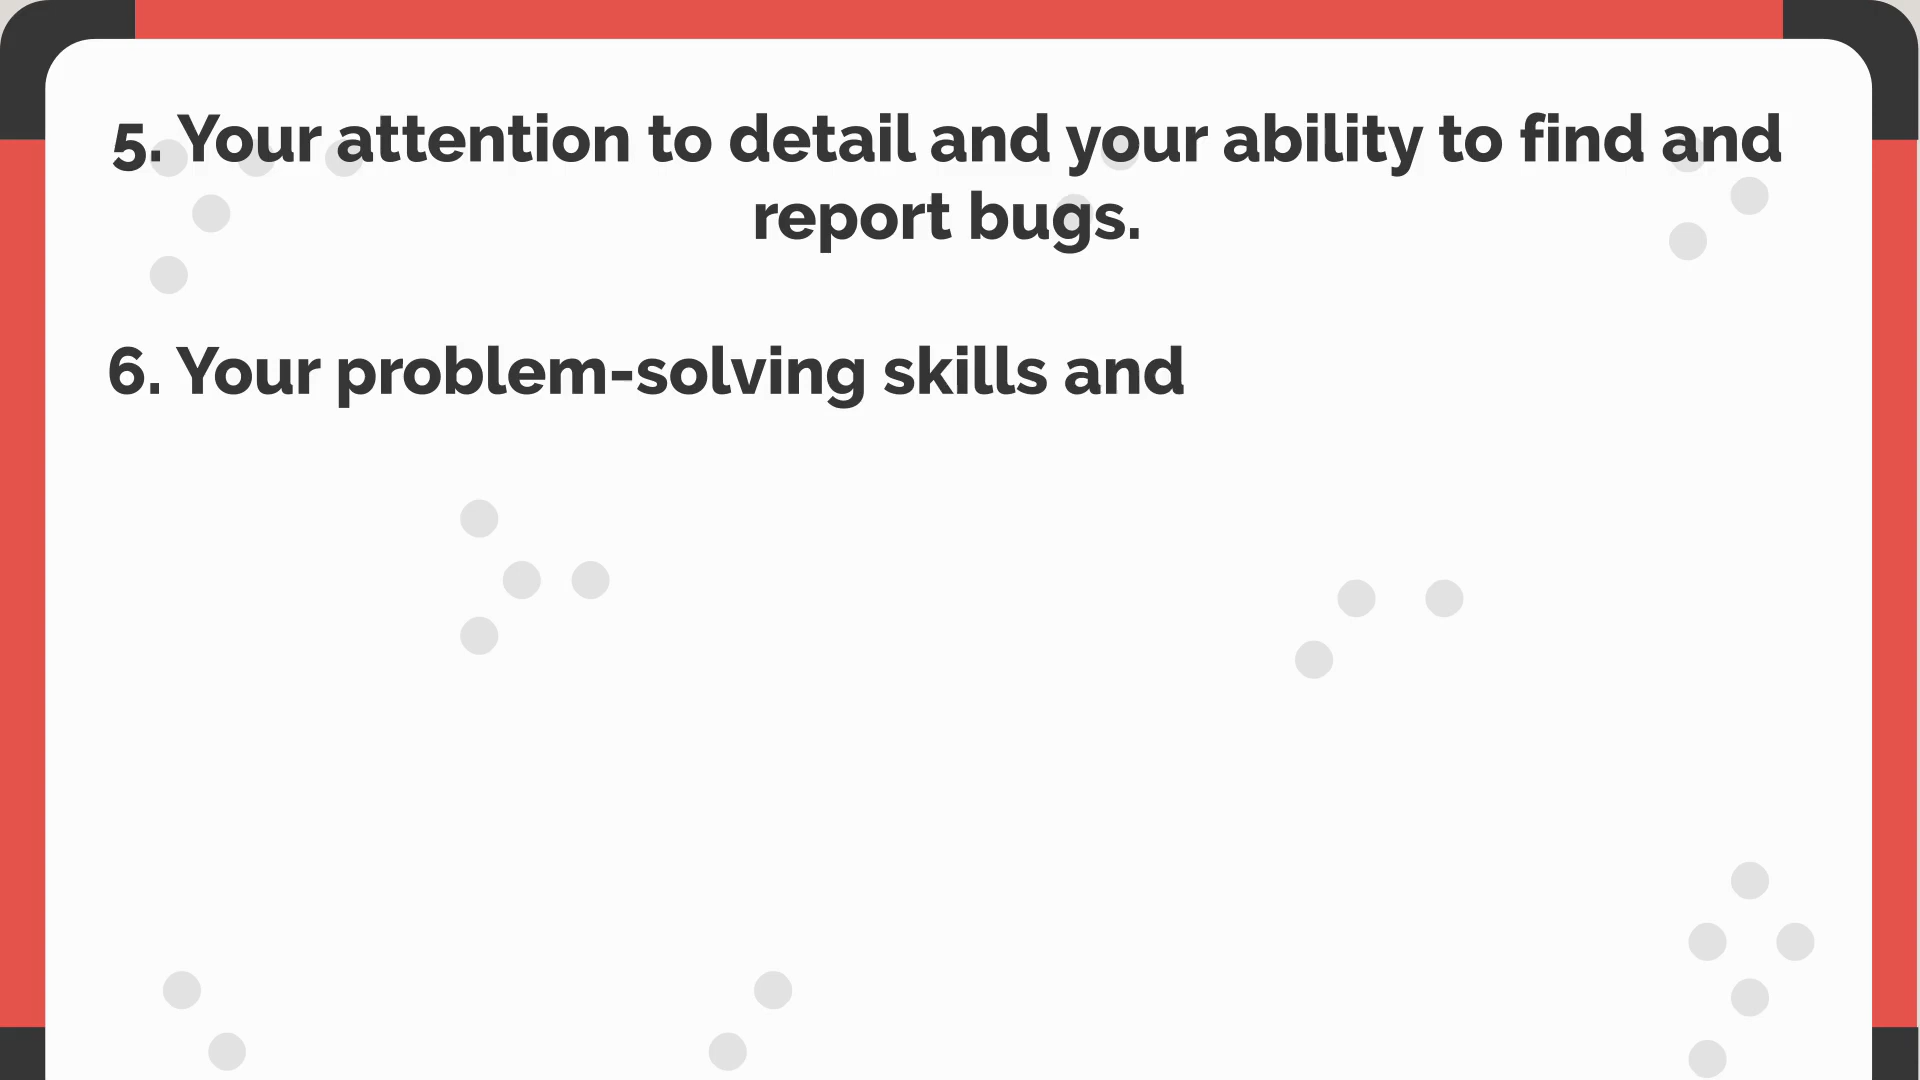 5. Your attention to detail and your ability to find and
report bugs.
6. Your problem-solving skills and